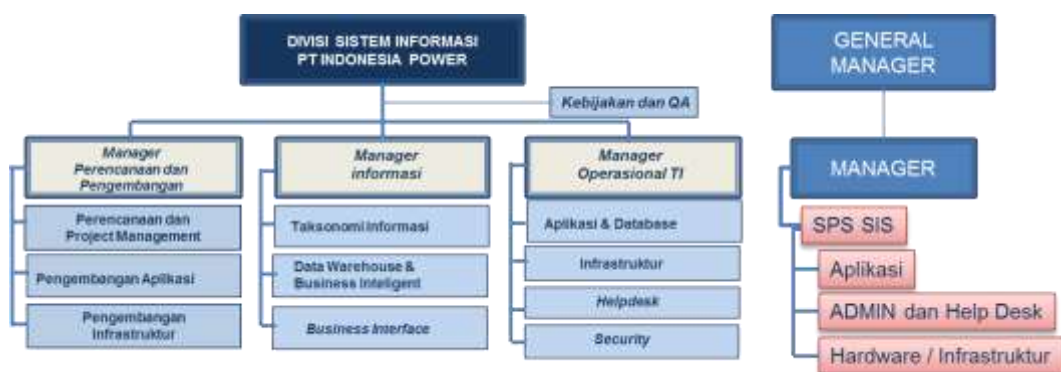 DIVISI SISTEM INFORMASI
PT INDONESIA POWER
Kebijakan dan QA
Manager
Perencanaan dan
Pengembangan
Perencanaan dan
Project Management
Pengembangan Aplikasi
Pengembangan
Infrastruktur
Manager
informasi
Taksonomi Informasi
Data Warehouse &
Business Inteligent
Business Interface
Manager
Operasional TI
Aplikasi & Database
Infrastruktur
Helpdesk
Security
GENERAL
MANAGER
MANAGER
SPS SIS
Aplikasi
ADMIN dan Help Desk
Hardware / Infrastruktur